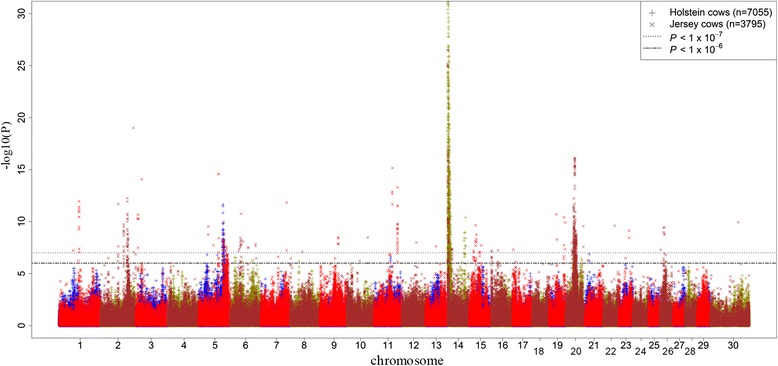 Holstein cows (n=7055)
Jersey cows (n=3795)
P < 1 x 10⁻⁷
P < 1 x 10⁻⁶
-log10(P)
30
25
20
15
10
5
0
1 2 3 4 5 6 7 8 9 10 11 12 13 14 15 16 17 18 19 20 21 22 23 24 25 26 27 28 29 30
chromosome